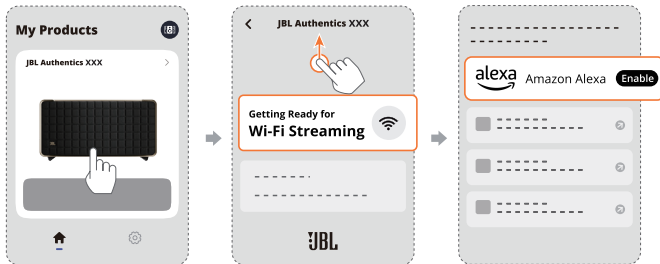 My Products
JBL Authentics XXX
JBL
JBL Authentics XXX
Getting Ready for
Wi-Fi Streaming
JBL
alexa Amazon Alexa Enable